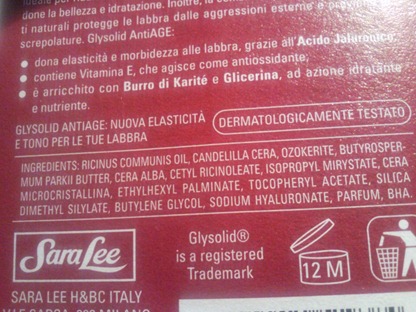 dona bellezza e idratazione. Inoltre, la
ti naturali protegge le labbra dalle aggressioni esterne e
screpolature. Glysolid AntiAGE:
● dona elasticità e morbidezza alle labbra, grazie all'Acido Jaluronico,
● contiene Vitamina E, che agisce come antiossidante;
● è arricchito con Burro di Karité e Glicerina, ad azione idratante
e nutriente.
GLYSOLID ANTIAGE: NUOVA ELASTICITÀ
E TONO PER LE TUE LABBRA
DERMATOLOGICAMENTE TESTATO
INGREDIENTS: RICINUS COMMUNIS OIL, CANDELILLA CERA, OZOKERITE, BUTYROSPER-
MUM PARKII BUTTER, CERA ALBA, CETYL RICINOLEATE, ISOPROPYL MIRYSTATE, CERA
MICROCRISTALLINA, ETHYLHEXYL PALMINATE, TOCOPHERYL ACETATE, SILICA
DIMETHYL SILYLATE, BUTYLENE GLYCOL, SODIUM HYALURONATE, PARFUM, BHA
Sara Lee
Glysolid®
is a registered
Trademark
12 M
SARA LEE H&BC ITALY
MILANO